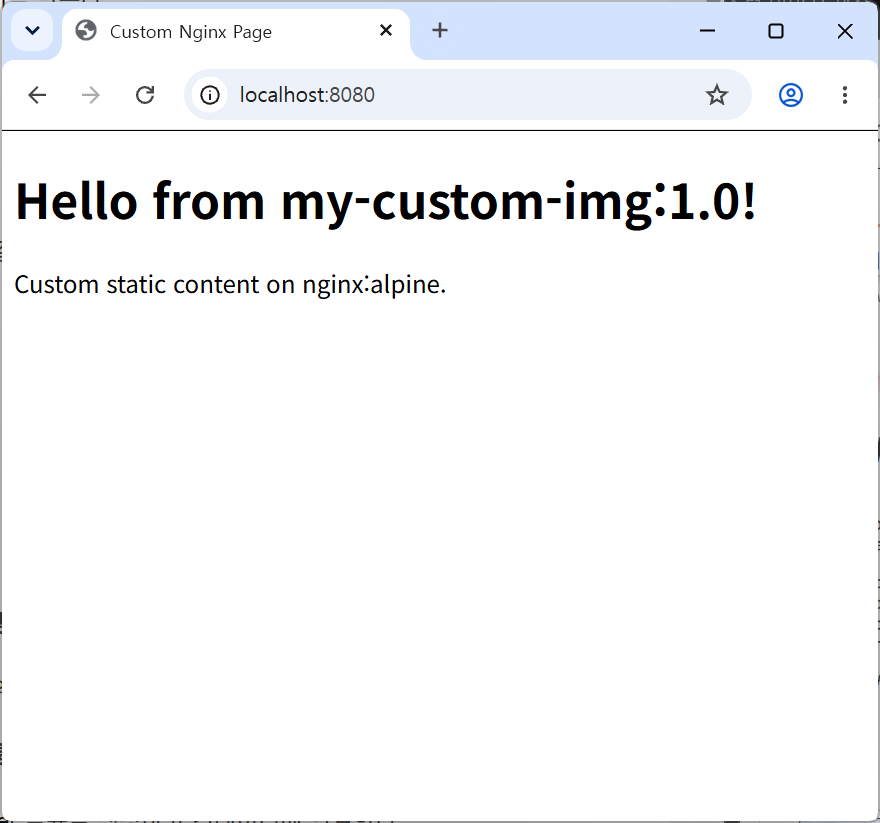 Custom Nginx Page
localhost:8080
Hello from my-custom-img:1.0!
Custom static content on nginx:alpine.